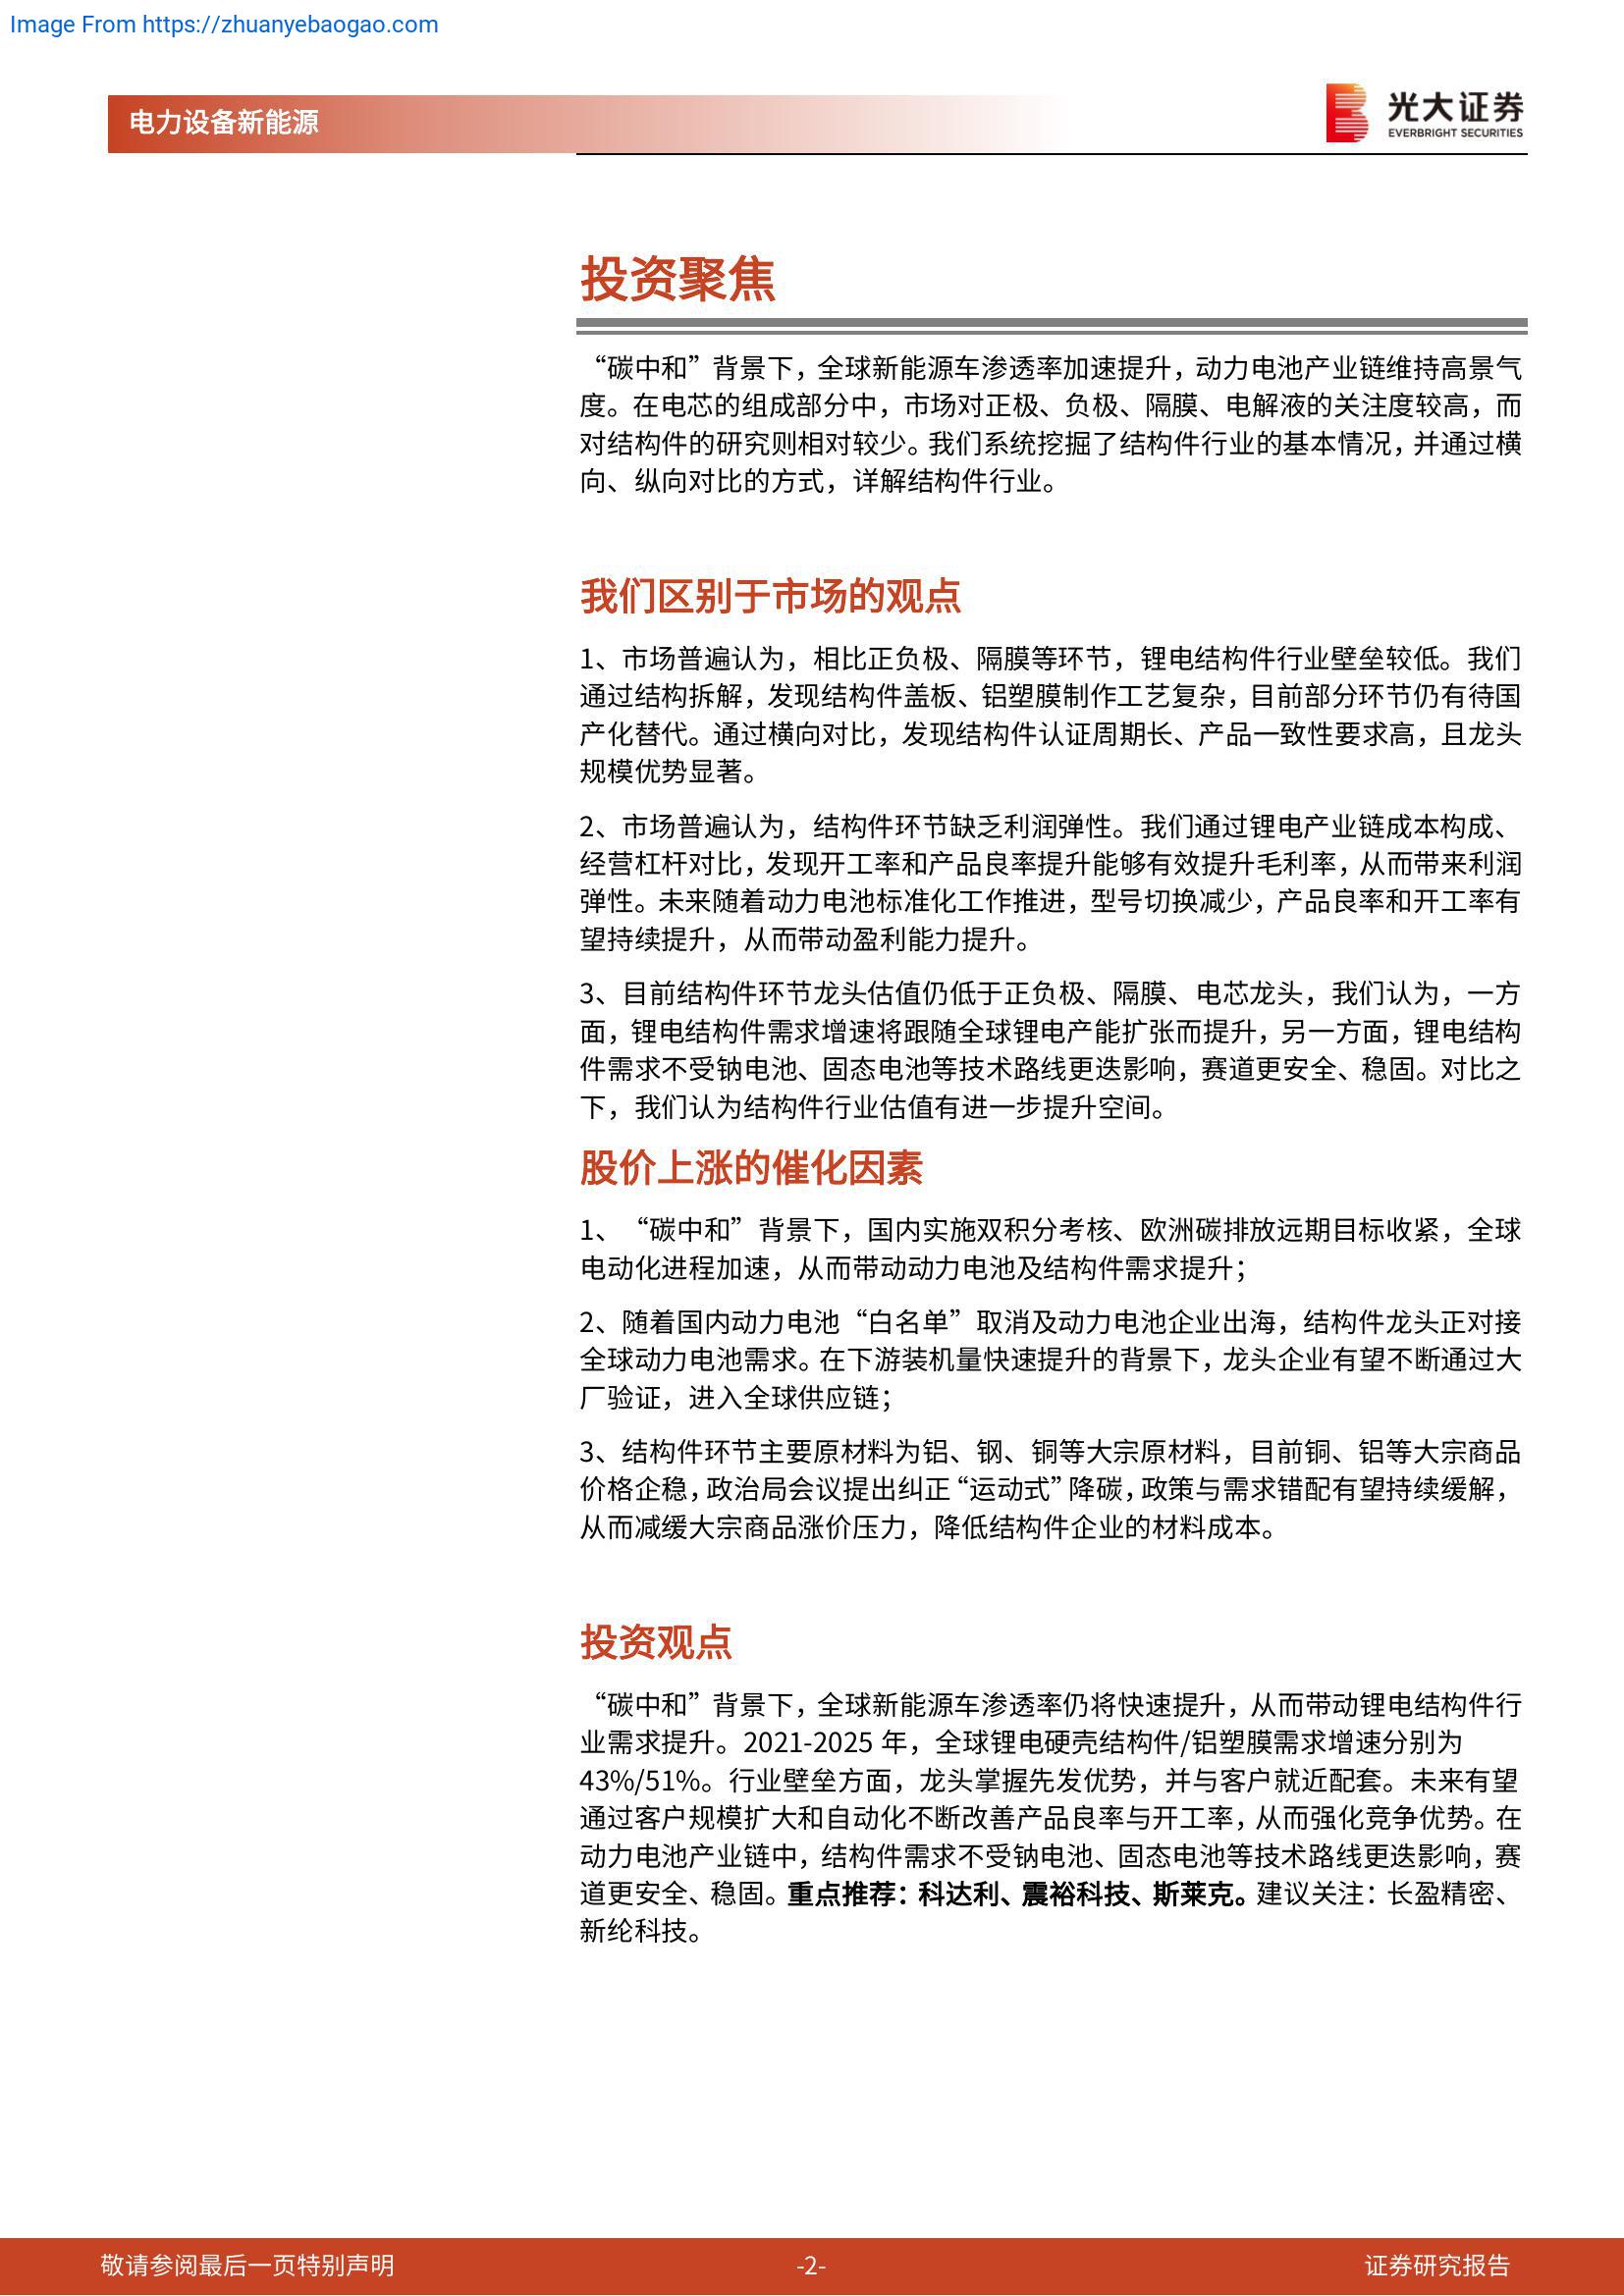 Image From https://zhuanyebaogao.com
电力设备新能源
光大证券
EVERBRIGHT SECURITIES
投资聚焦
“碳中和”背景下，全球新能源车渗透率加速提升，动力电池产业链维持高景气
度。在电芯的组成部分中，市场对正极、负极、隔膜、电解液的关注度较高，而
对结构件的研究则相对较少。我们系统挖掘了结构件行业的基本情况，并通过横
向、纵向对比的方式，详解结构件行业。
我们区别于市场的观点
1、市场普遍认为，相比正负极、隔膜等环节，锂电结构件行业壁垒较低。我们
通过结构拆解，发现结构件盖板、铝塑膜制作工艺复杂，目前部分环节仍有待国
产化替代。通过横向对比，发现结构件认证周期长、产品一致性要求高，且龙头
规模优势显著。
2、市场普遍认为，结构件环节缺乏利润弹性。我们通过锂电产业链成本构成、
经营杠杆对比，发现开工率和产品良率提升能够有效提升毛利率，从而带来利润
弹性。未来随着动力电池标准化工作推进，型号切换减少，产品良率和开工率有
望持续提升，从而带动盈利能力提升。
3、目前结构件环节龙头估值仍低于正负极、隔膜、电芯龙头，我们认为，一方
面，锂电结构件需求增速将跟随全球锂电产能扩张而提升，另一方面，锂电结构
件需求不受钠电池、固态电池等技术路线更迭影响，赛道更安全、稳固。对比之
下，我们认为结构件行业估值有进一步提升空间。
股价上涨的催化因素
1、“碳中和”背景下，国内实施双积分考核、欧洲碳排放远期目标收紧，全球
电动化进程加速，从而带动动力电池及结构件需求提升；
2、随着国内动力电池“白名单”取消及动力电池企业出海，结构件龙头正对接
全球动力电池需求。在下游装机量快速提升的背景下，龙头企业有望不断通过大
厂验证，进入全球供应链；
3、结构件环节主要原材料为铝、钢、铜等大宗原材料，目前铜、铝等大宗商品
价格企稳，政治局会议提出纠正“运动式”降碳，政策与需求错配有望持续缓解，
从而减缓大宗商品涨价压力，降低结构件企业的材料成本。
投资观点
“碳中和”背景下，全球新能源车渗透率仍将快速提升，从而带动锂电结构件行
业需求提升。2021-2025 年，全球锂电硬壳结构件/铝塑膜需求增速分别为
43%/51%。行业壁垒方面，龙头掌握先发优势，并与客户就近配套。未来有望
通过客户规模扩大和自动化不断改善产品良率与开工率，从而强化竞争优势。在
动力电池产业链中，结构件需求不受钠电池、固态电池等技术路线更迭影响，赛
道更安全、稳固。重点推荐：科达利、震裕科技、斯莱克。建议关注：长盈精密、
新纶科技。
敬请参阅最后一页特别声明
-2-
证券研究报告